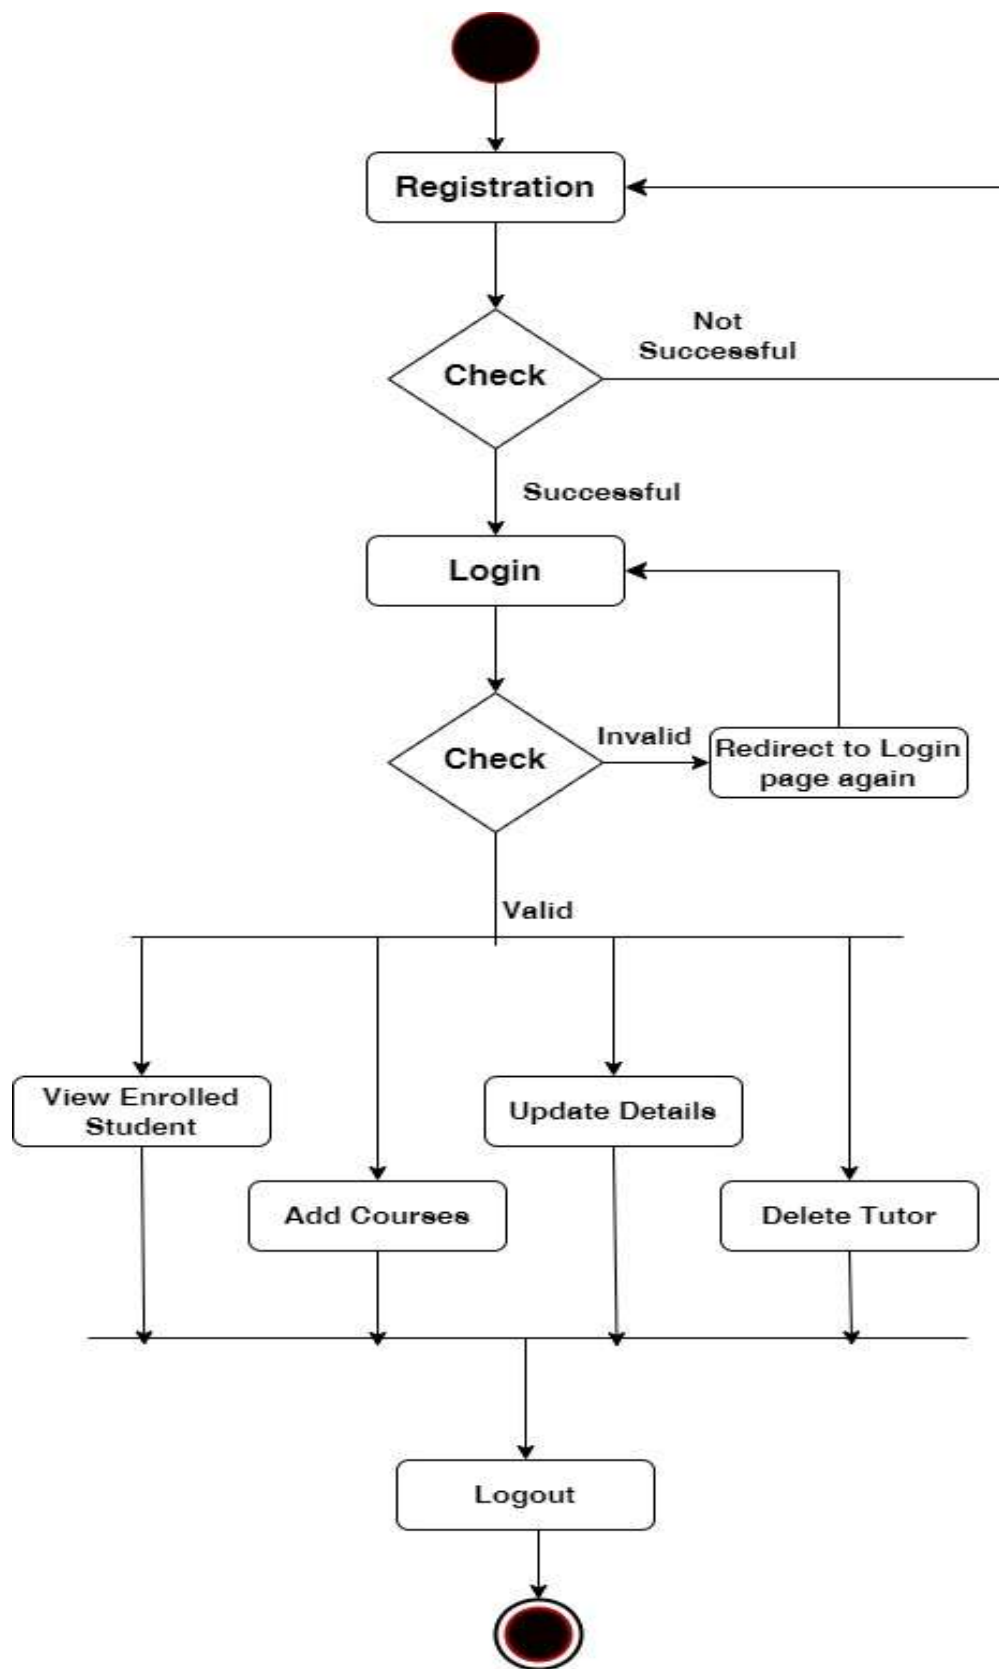 Registration
Not
Successful
Check
Successful
Login
Check
Invalid
Redirect to Login
page again
Valid
View Enrolled
Student
Update Details
Add Courses
Delete Tutor
Logout